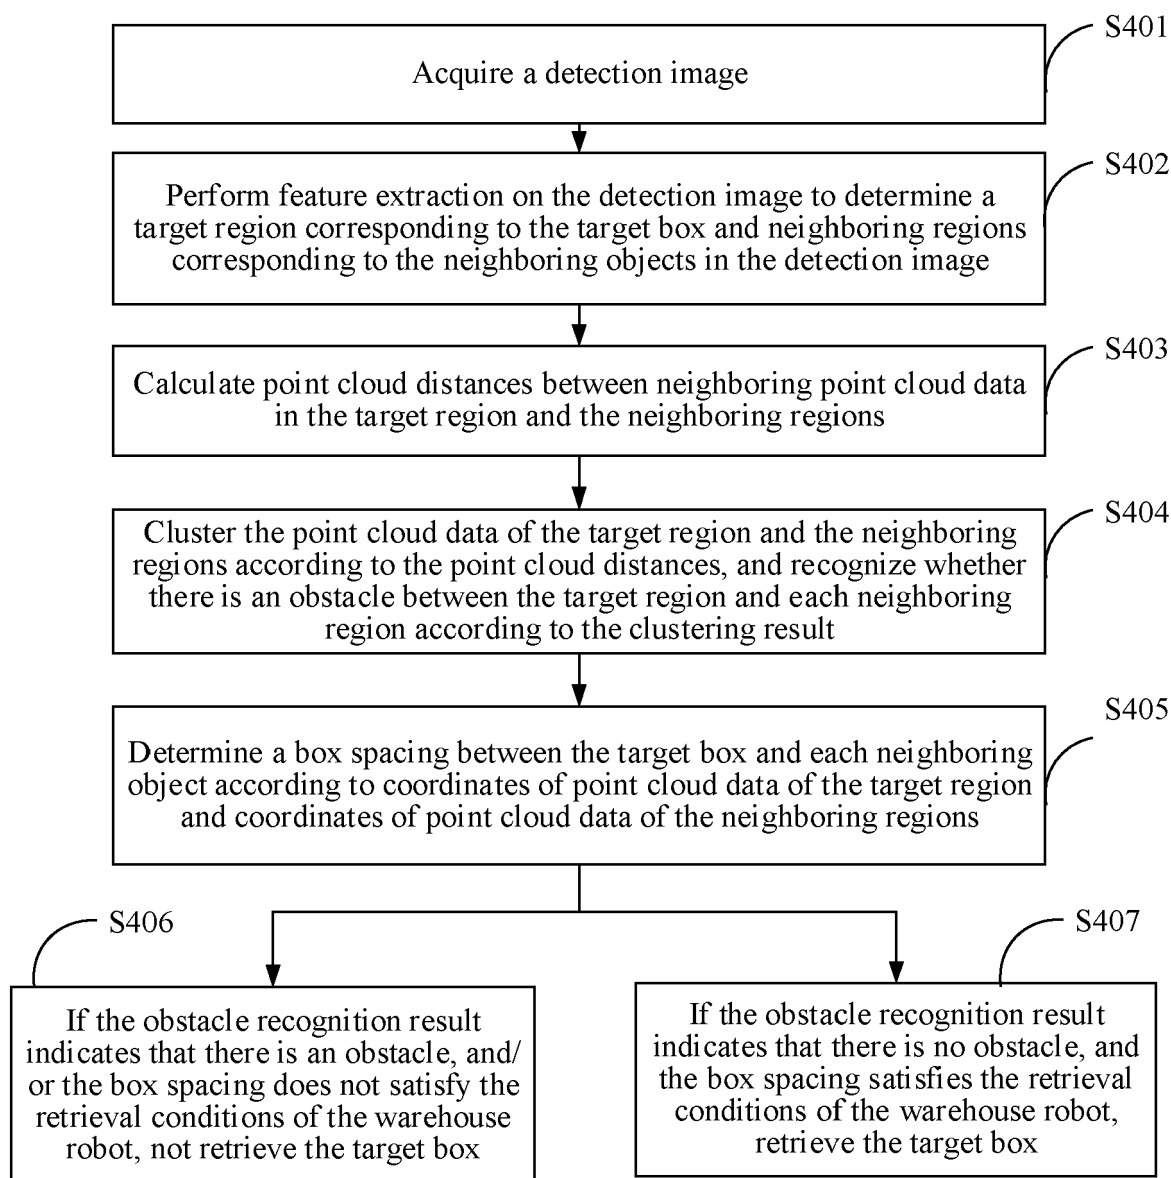 S401
Acquire a detection image
S402
Perform feature extraction on the detection image to determine a
target region corresponding to the target box and neighboring regions
corresponding to the neighboring objects in the detection image
S403
Calculate point cloud distances between neighboring point cloud data
in the target region and the neighboring regions
S404
Cluster the point cloud data of the target region and the neighboring
regions according to the point cloud distances, and recognize whether
there is an obstacle between the target region and each neighboring
region according to the clustering result
S405
Determine a box spacing between the target box and each neighboring
object according to coordinates of point cloud data of the target region
and coordinates of point cloud data of the neighboring regions
S406
If the obstacle recognition result
indicates that there is an obstacle, and/
or the box spacing does not satisfy the
retrieval conditions of the warehouse
robot, not retrieve the target box
S407
If the obstacle recognition result
indicates that there is no obstacle, and
the box spacing satisfies the retrieval
conditions of the warehouse robot,
retrieve the target box